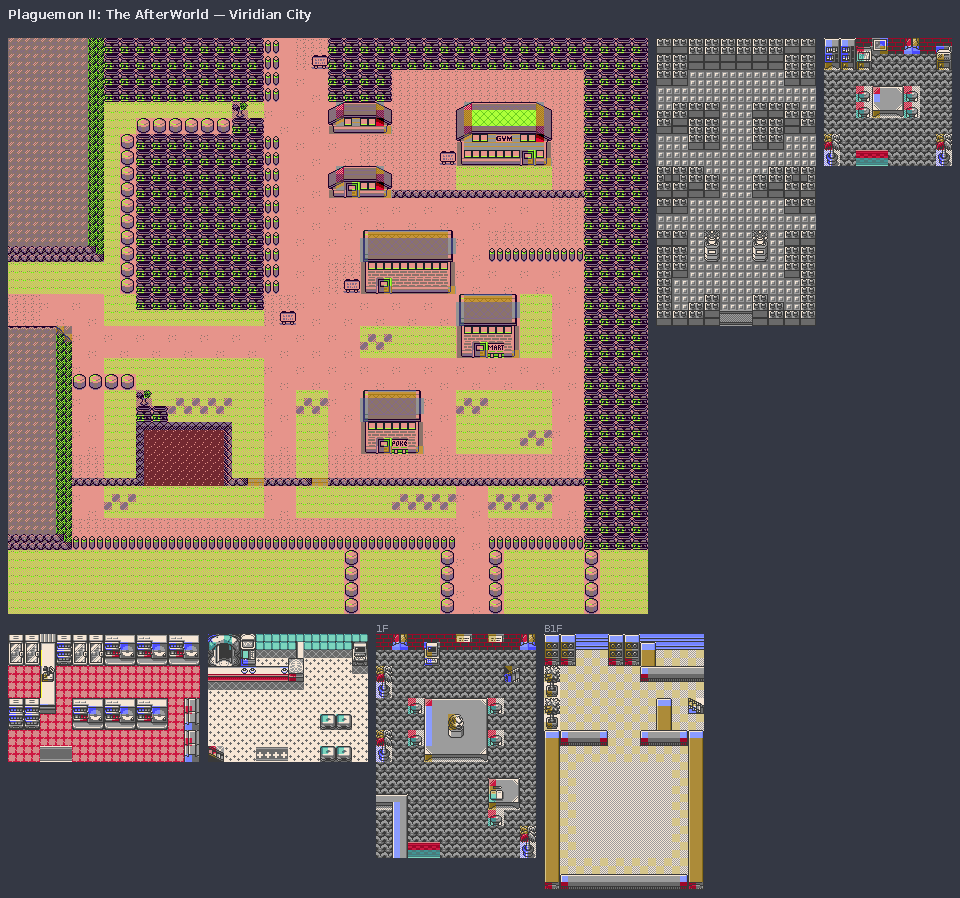 Plaguemon II: The AfterWorld — Viridian City
GYM
MART
POKé
1F
B1F